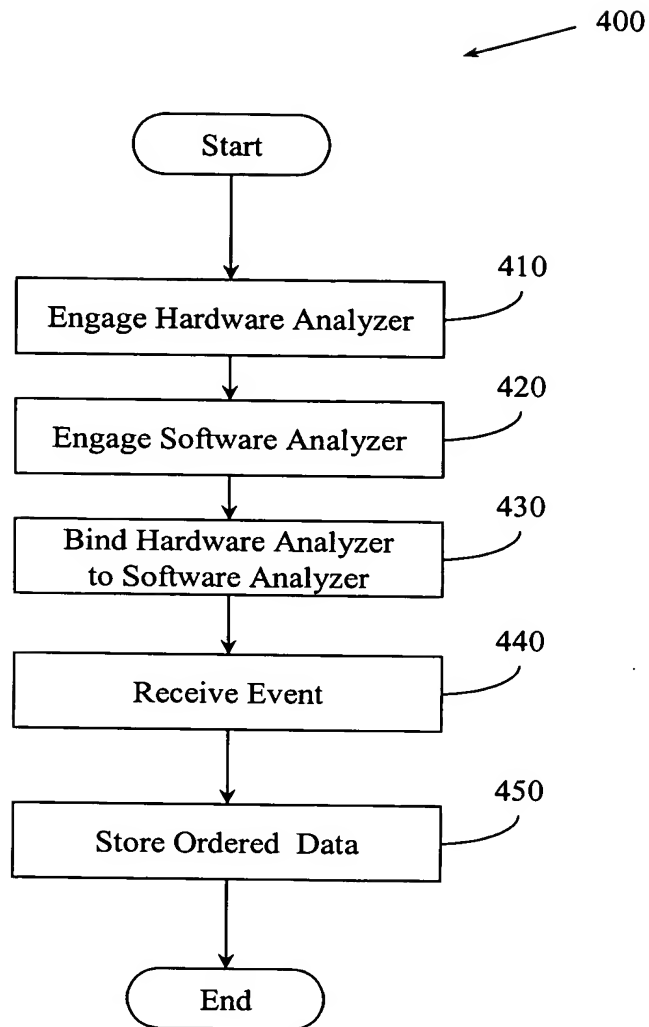 400
Start
410
Engage Hardware Analyzer
420
Engage Software Analyzer
430
Bind Hardware Analyzer
to Software Analyzer
440
Receive Event
450
Store Ordered Data
End